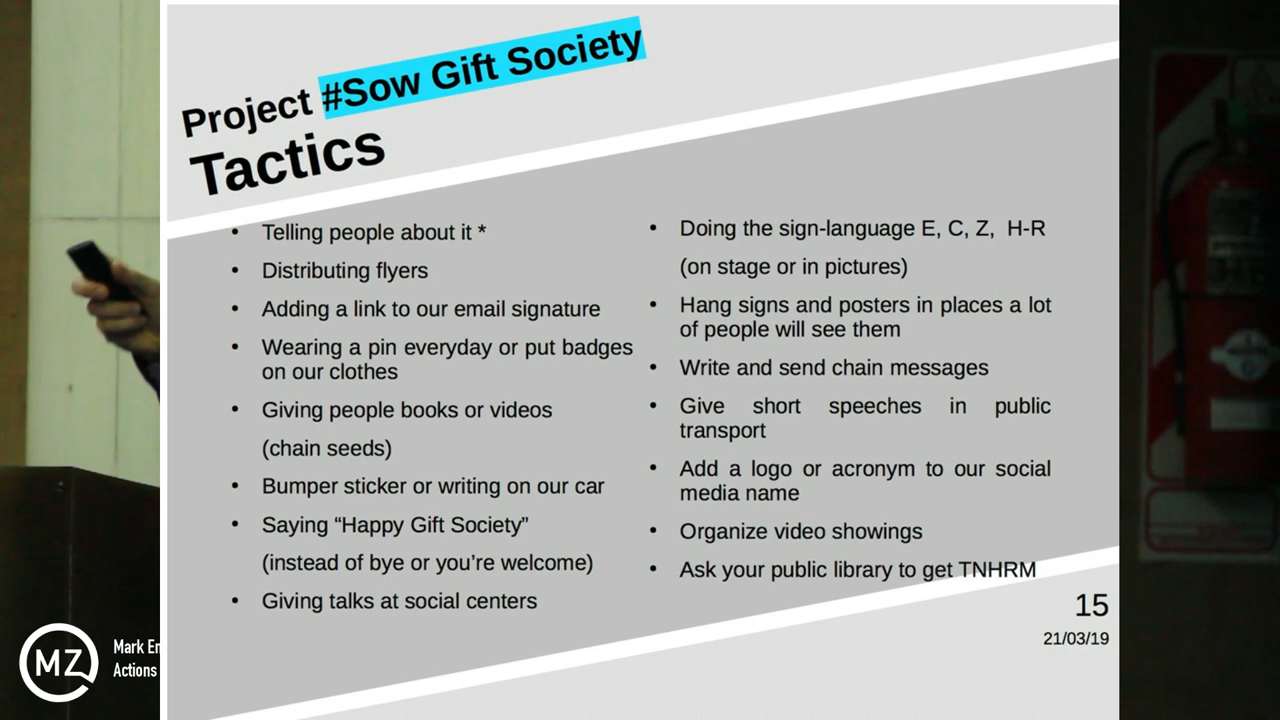 Project #Sow Gift Society
Tactics
• Telling people about it *
• Distributing flyers
• Adding a link to our email signature
• Wearing a pin everyday or put badges
on our clothes
• Giving people books or videos
(chain seeds)
• Bumper sticker or writing on our car
• Saying “Happy Gift Society”
(instead of bye or you’re welcome)
• Giving talks at social centers
• Doing the sign-language E, C, Z, H-R
(on stage or in pictures)
• Hang signs and posters in places a lot
of people will see them
• Write and send chain messages
• Give short speeches in public
transport
• Add a logo or acronym to our social
media name
• Organize video showings
• Ask your public library to get TNHRM
15
21/03/19
MZ
Mark En
Actions